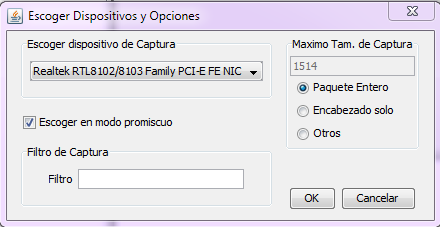 Escoger Dispositivos y Opciones
Escoger dispositivo de Captura
Realtek RTL8102/8103 Family PCI-E FE NIC
Escoger en modo promiscuo
Filtro de Captura
Filtro
Maximo Tam. de Captura
1514
Paquete Entero
Encabezado solo
Otros
OK
Cancelar